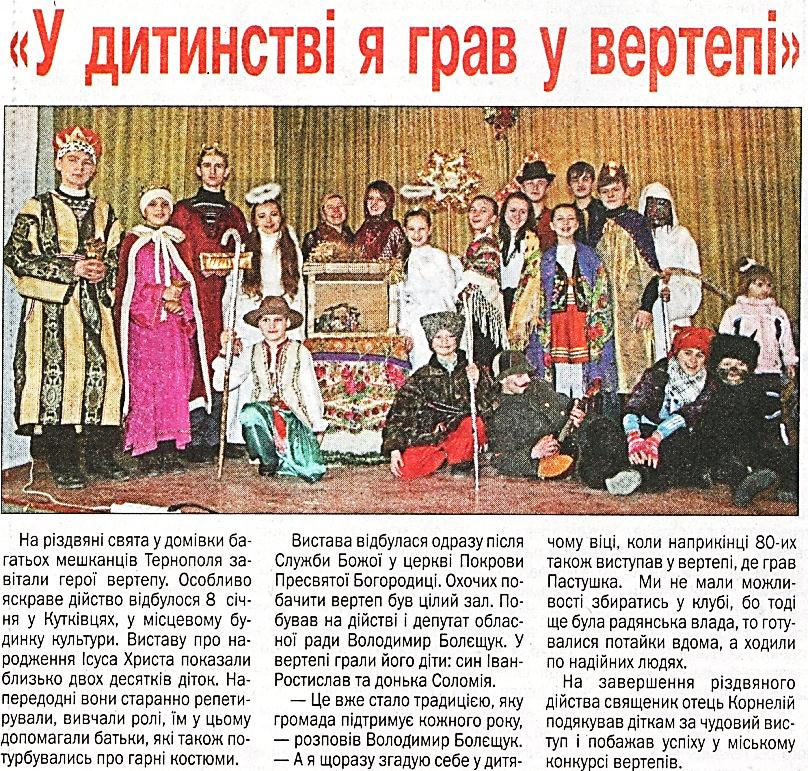 «У дитинстві я грав у вертепі»
На різдвяні свята у домівки ба-
гатьох мешканців Тернополя за-
вітали герої вертепу. Особливо
яскраве дійство відбулося 8 січ-
ня у Кутківцях, у місцевому бу-
динку культури. Виставу про на-
родження Ісуса Христа показали
близько двох десятків діток. На-
передодні вони старанно репети-
рували, вивчали ролі, їм у цьому
допомагали батьки, які також по-
турбувались про гарні костюми.
Вистава відбулася одразу після
Служби Божої у церкві Покрови
Пресвятої Богородиці. Охочих по-
бачити вертеп був цілий зал. По-
бував на дійстві і депутат облас-
ної ради Володимир Болєщук. У
вертепі грали його діти: син Іван-
Ростислав та донька Соломія.
— Це вже стало традицією, яку
громада підтримує кожного року,
— розповів Володимир Болєщук.
— А я щоразу згадую себе у дитя-
чому віці, коли наприкінці 80-их
також виступав у вертепі, де грав
Пастушка. Ми не мали можли-
вості збиратись у клубі, бо тоді
ще була радянська влада, то готу-
валися потайки вдома, а ходили
по надійних людях.
На завершення різдвяного
дійства священик отець Корнелій
подякував діткам за чудовий вис-
туп і побажав успіху у міському
конкурсі вертепів.